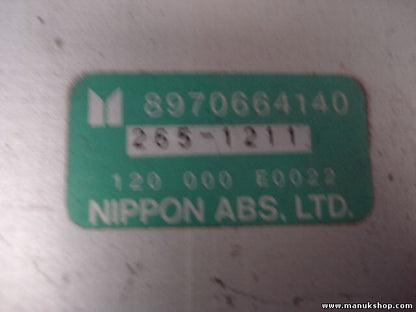 8970664140
265-1211
120 000 E0022
NIPPON ABS, LTD.
www.manukshop.com